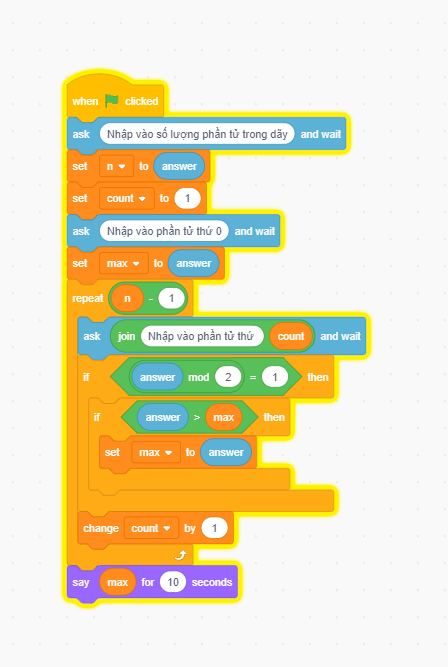 when clicked
ask Nhập vào số lượng phần tử trong dãy and wait
set n to answer
set count to 1
ask Nhập vào phần tử thứ 0 and wait
set max to answer
repeat n - 1
ask join Nhập vào phần tử thứ count and wait
if answer mod 2 = 1 then
if answer > max then
set max to answer
change count by 1
say max for 10 seconds